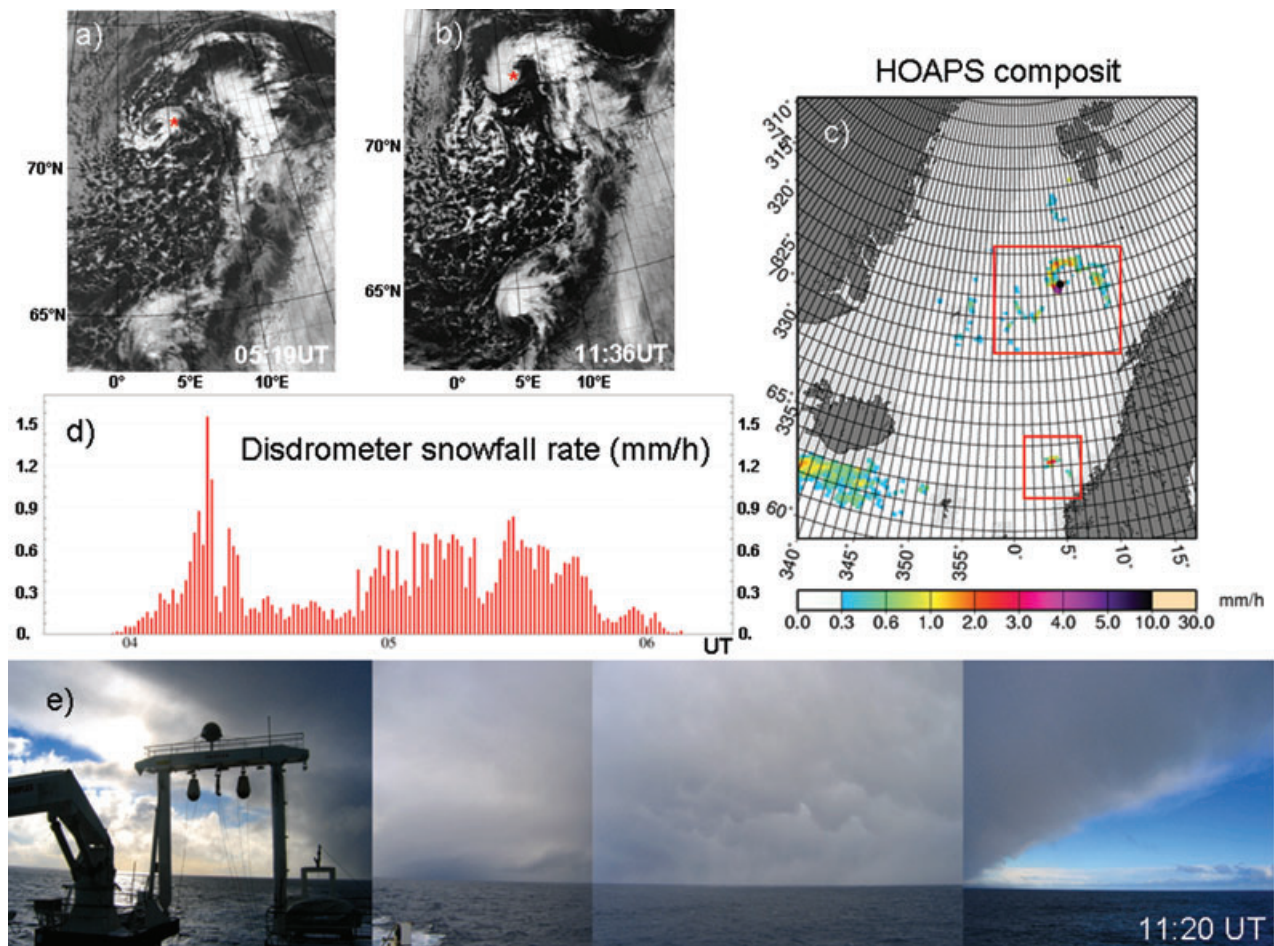 a)
70°N
65°N
05:19UT
0° 5°E 10°E
b)
70°N
65°N
11:36UT
0° 5°E 10°E
HOAPS composit
c)
310°
315°
320°
325°
330°
65°
335°
60°
340° 345° 350° 355° 0° 5° 10° 15°
0.0 0.3 0.6 1.0 2.0 3.0 4.0 5.0 10.0 30.0
mm/h
d)
Disdrometer snowfall rate (mm/h)
1.5 1.5
1.2 1.2
0.9 0.9
0.6 0.6
0.3 0.3
0. 0.
04 05 06 UT
e)
11:20 UT